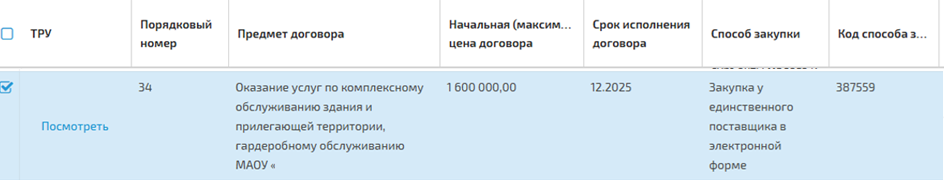 ТРУ
Порядковый
номер
Предмет договора
Начальная (максим...
цена договора
Срок исполнения
договора
Способ закупки
Код способа з...
Посмотреть
34
Оказание услуг по комплексному
обслуживанию здания и
прилегающей территории,
гардеробному обслуживанию
МАОУ «
1 600 000,00
12.2025
Закупка у
единственного
поставщика в
электронной
форме
387559